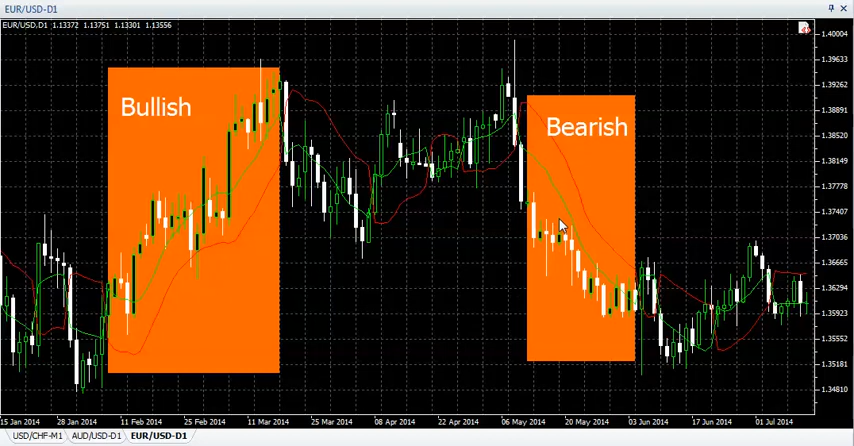 EUR/USD-D1
EUR/USD.D1 1.13372 1.13751 1.13301 1.13556
Bullish
Bearish
1.40004
1.39633
1.39262
1.38891
1.38520
1.38149
1.37778
1.37407
1.37036
1.36665
1.36294
1.35923
1.35552
1.35181
1.34810
15 Jan 2014 28 Jan 2014 11 Feb 2014 25 Feb 2014 11 Mar 2014 25 Mar 2014 08 Apr 2014 22 Apr 2014 06 May 2014 20 May 2014 03 Jun 2014 17 Jun 2014 01 Jul 2014
USD/CHF-M1 AUD/USD-D1 EUR/USD-D1